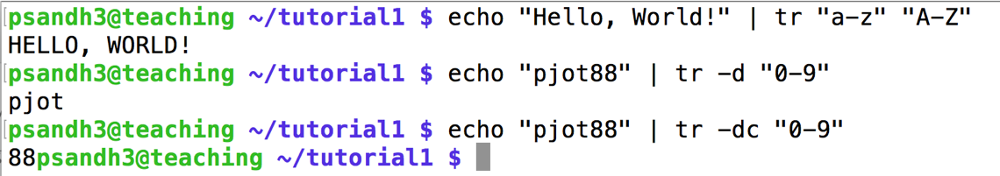 psandh3@teaching ~/tutorial1 $ echo "Hello, World!" | tr "a-z" "A-Z"
HELLO, WORLD!
psandh3@teaching ~/tutorial1 $ echo "pjot88" | tr -d "0-9"
pjot
psandh3@teaching ~/tutorial1 $ echo "pjot88" | tr -dc "0-9"
88psandh3@teaching ~/tutorial1 $